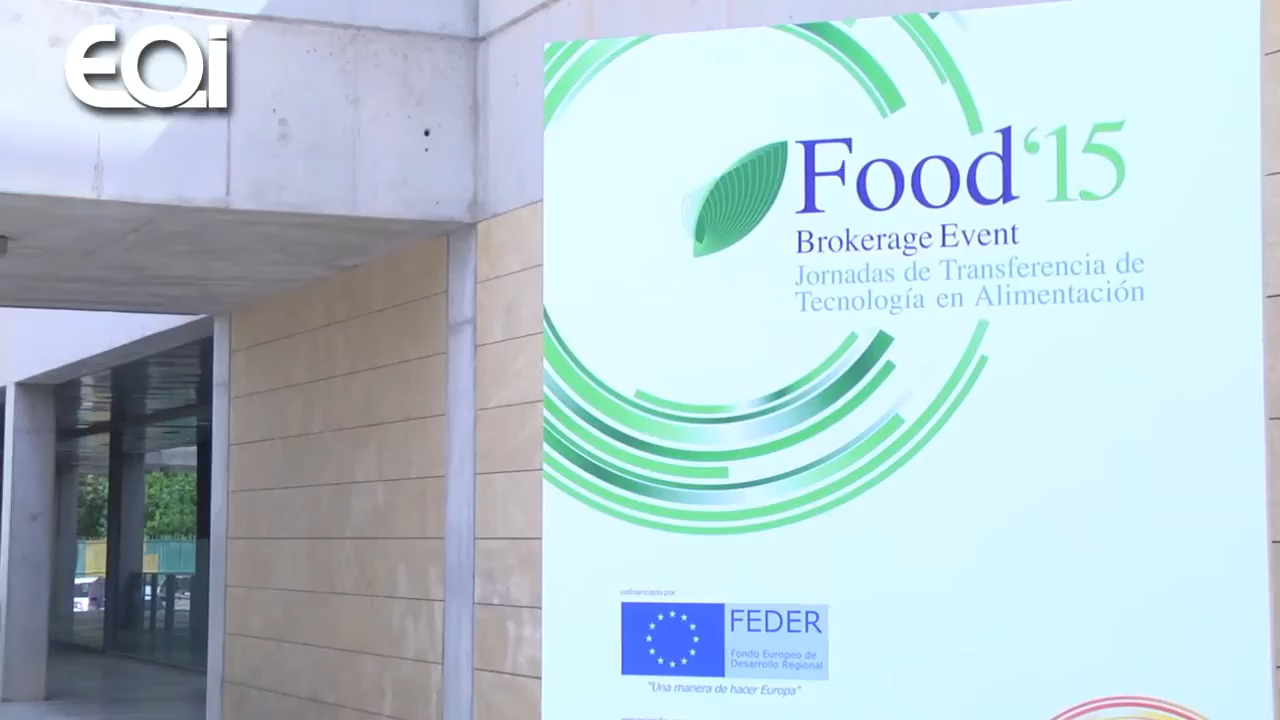 EOi
Food '15
Brokerage Event
Jornadas de Transferencia de
Tecnología en Alimentación
cofinanciado por
FEDER
Fondo Europeo de
Desarrollo Regional
"Una manera de hacer Europa"